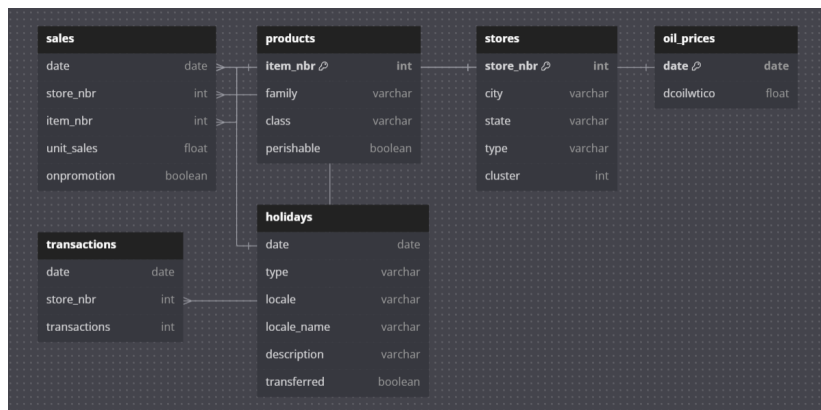 sales
date date
store_nbr int
item_nbr int
unit_sales float
onpromotion boolean
products
item_nbr int
family varchar
class varchar
perishable boolean
stores
store_nbr int
city varchar
state varchar
type varchar
cluster int
oil_prices
date date
dcoilwtico float
transactions
date date
store_nbr int
transactions int
holidays
date date
type varchar
locale varchar
locale_name varchar
description varchar
transferred boolean